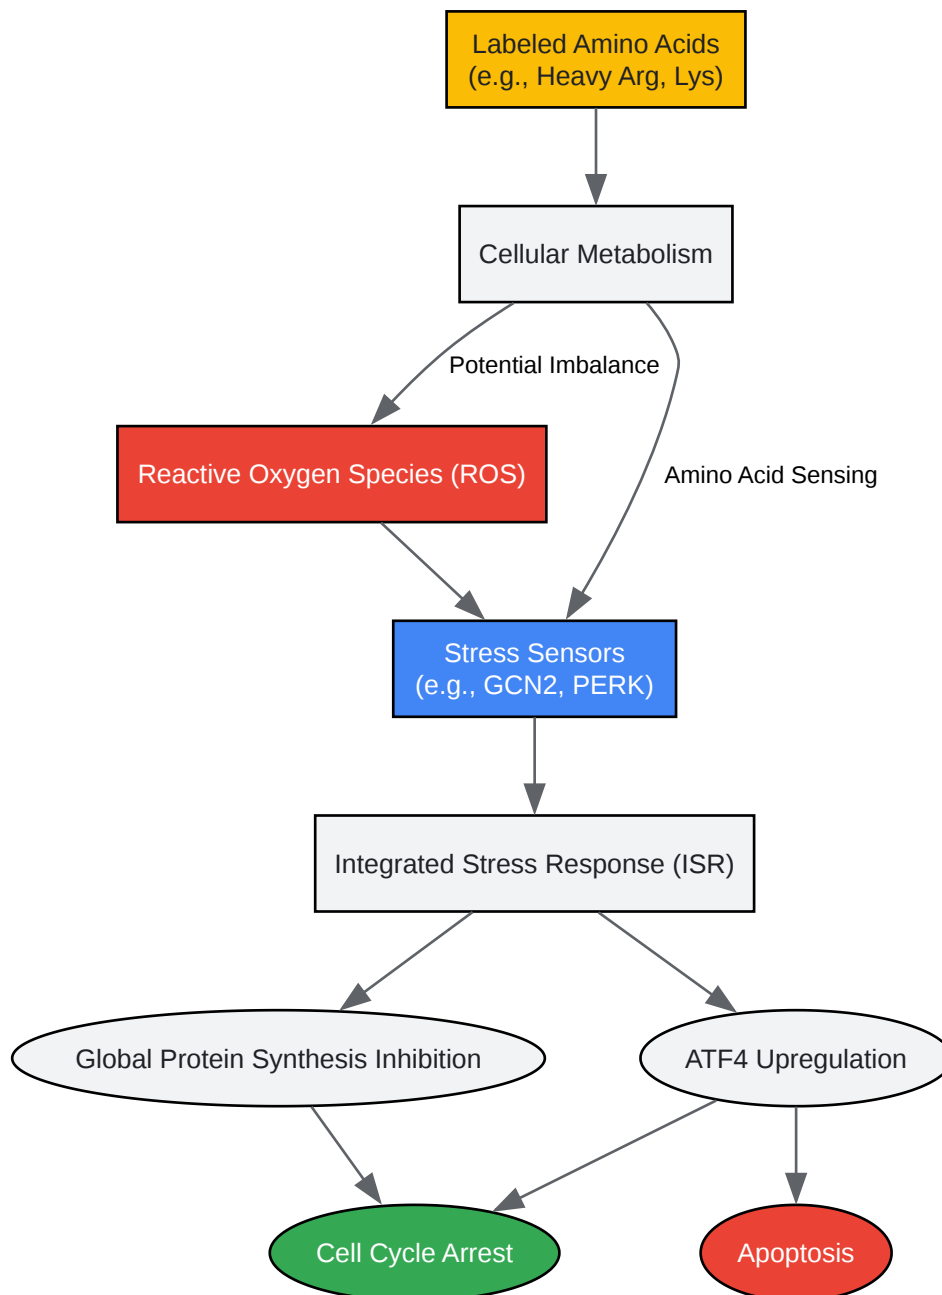 Labeled Amino Acids
(e.g., Heavy Arg, Lys)
Cellular Metabolism
Potential Imbalance
Reactive Oxygen Species (ROS)
Amino Acid Sensing
Stress Sensors
(e.g., GCN2, PERK)
Integrated Stress Response (ISR)
Global Protein Synthesis Inhibition
ATF4 Upregulation
Cell Cycle Arrest
Apoptosis